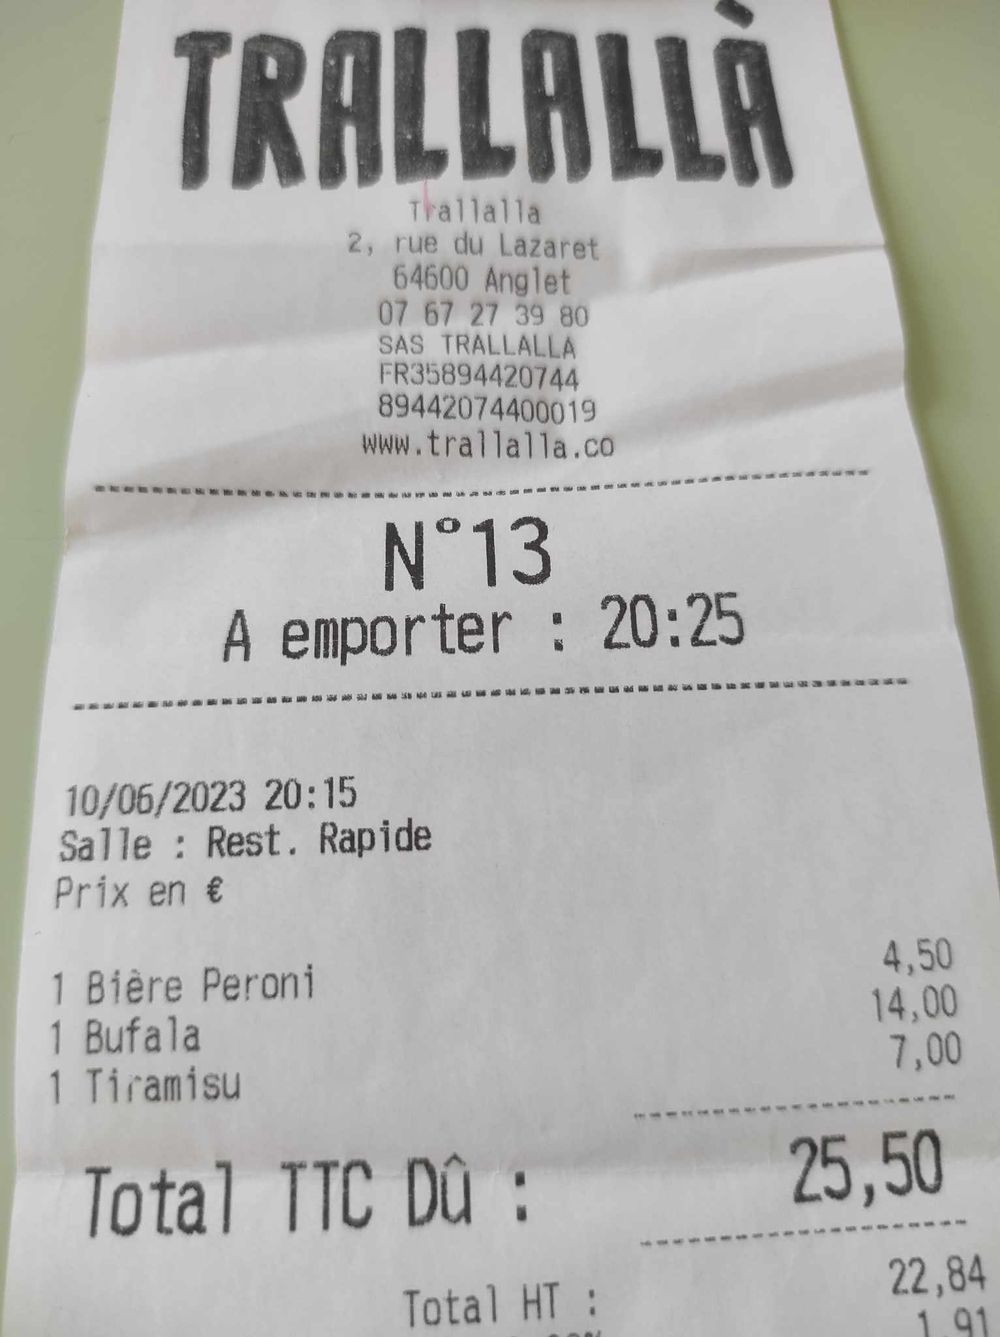 TRALLALLÀ
Trallalla
2, rue du Lazaret
64600 Anglet
07 67 27 39 80
SAS TRALLALLA
FR35894420744
89442074400019
www.trallalla.co
N°13
A emporter : 20:25
10/06/2023 20:15
Salle : Rest. Rapide
Prix en €
1 Bière Peroni 4,50
1 Bufala 14,00
1 Tiramisu 7,00
Total TTC Dû : 25,50
Total HT : 22,84
1,91